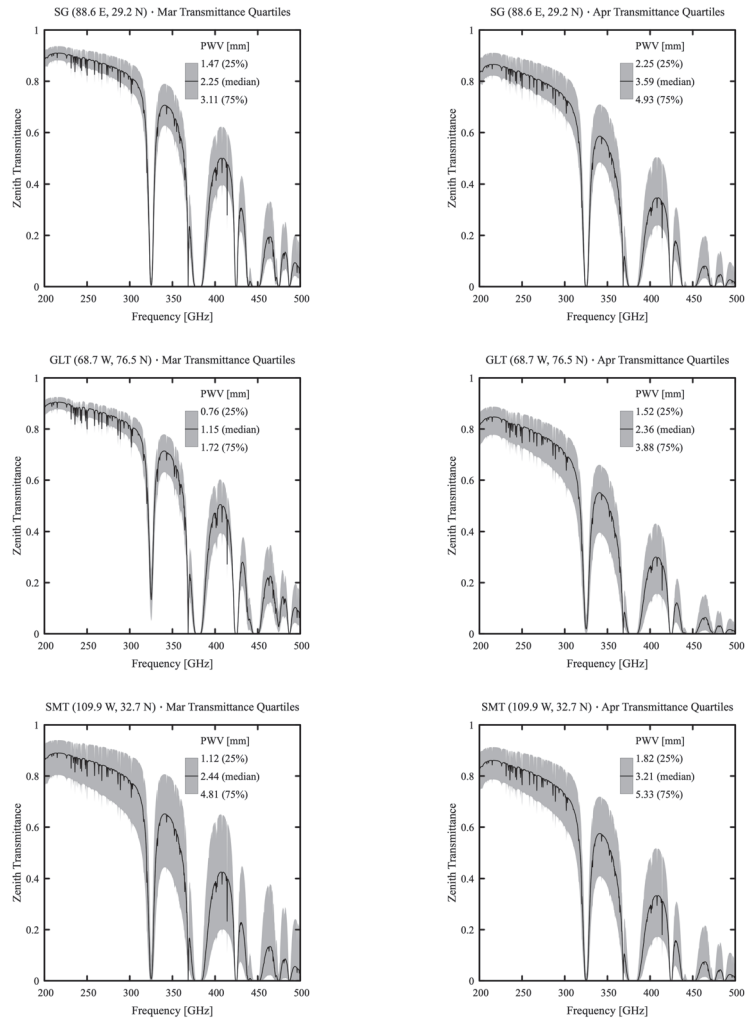 SG (88.6 E, 29.2 N) · Mar Transmittance Quartiles
1
0.8
0.6
0.4
0.2
0
200 250 300 350 400 450 500
Zenith Transmittance
Frequency [GHz]
PWV [mm]
1.47 (25%)
2.25 (median)
3.11 (75%)
SG (88.6 E, 29.2 N) · Apr Transmittance Quartiles
1
0.8
0.6
0.4
0.2
0
200 250 300 350 400 450 500
Zenith Transmittance
Frequency [GHz]
PWV [mm]
2.25 (25%)
3.59 (median)
4.93 (75%)
GLT (68.7 W, 76.5 N) · Mar Transmittance Quartiles
1
0.8
0.6
0.4
0.2
0
200 250 300 350 400 450 500
Zenith Transmittance
Frequency [GHz]
PWV [mm]
0.76 (25%)
1.15 (median)
1.72 (75%)
GLT (68.7 W, 76.5 N) · Apr Transmittance Quartiles
1
0.8
0.6
0.4
0.2
0
200 250 300 350 400 450 500
Zenith Transmittance
Frequency [GHz]
PWV [mm]
1.52 (25%)
2.36 (median)
3.88 (75%)
SMT (109.9 W, 32.7 N) · Mar Transmittance Quartiles
1
0.8
0.6
0.4
0.2
0
200 250 300 350 400 450 500
Zenith Transmittance
Frequency [GHz]
PWV [mm]
1.12 (25%)
2.44 (median)
4.81 (75%)
SMT (109.9 W, 32.7 N) · Apr Transmittance Quartiles
1
0.8
0.6
0.4
0.2
0
200 250 300 350 400 450 500
Zenith Transmittance
Frequency [GHz]
PWV [mm]
1.82 (25%)
3.21 (median)
5.33 (75%)